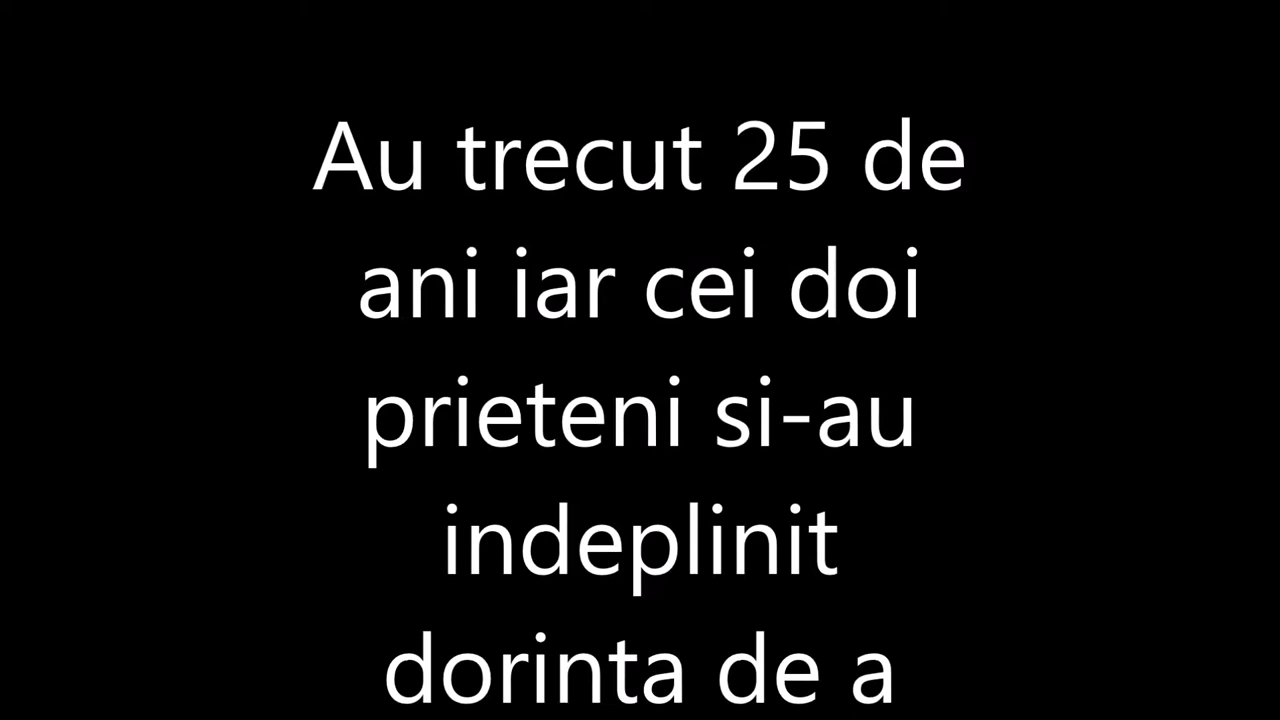 Au trecut 25 de
ani iar cei doi
prieteni si-au
indeplinit
dorinta de a